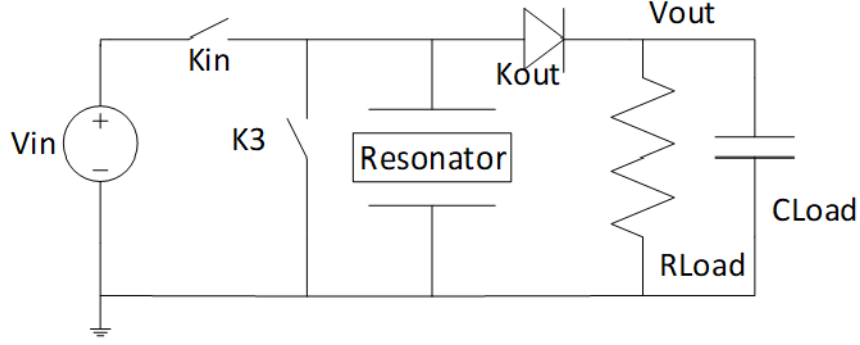 Vout
Kin
Kout
Vin
+
−
K3
Resonator
CLoad
RLoad